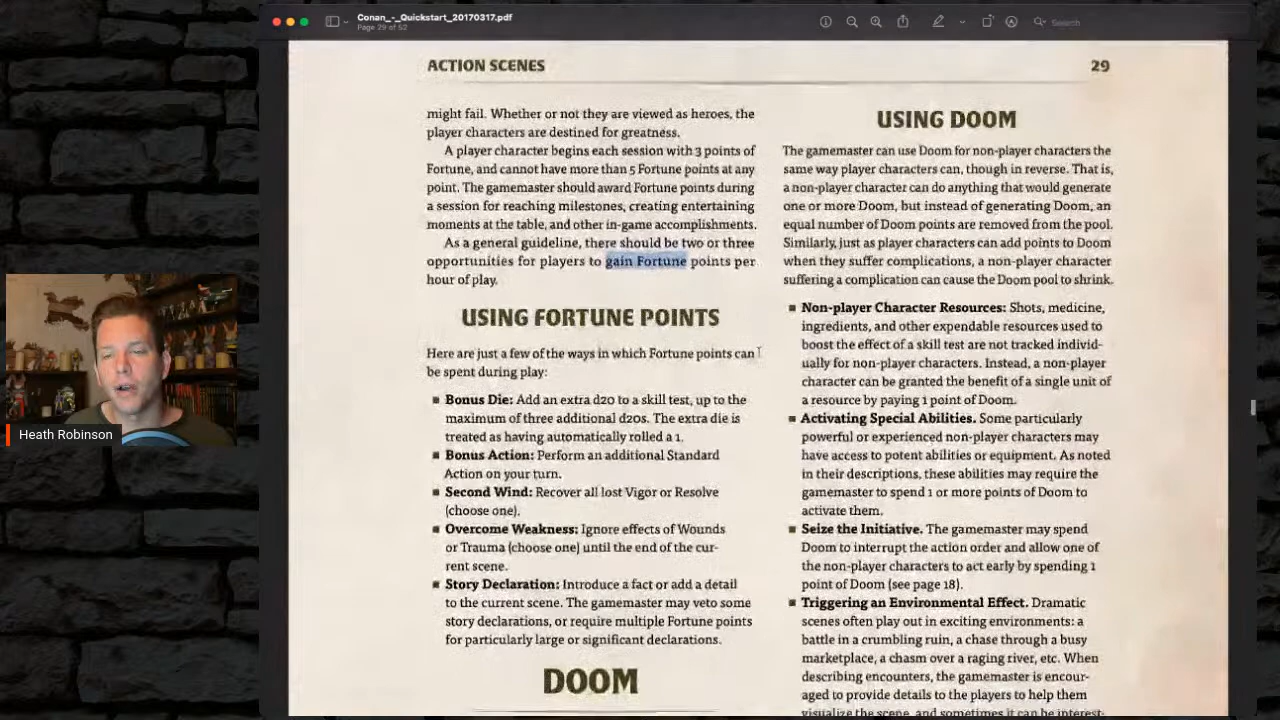 Conan_-_Quickstart_20170317.pdf
Page 29 of 52
Search
ACTION SCENES
29
might fail. Whether or not they are viewed as heroes, the
player characters are destined for greatness.
A player character begins each session with 3 points of
Fortune, and cannot have more than 5 Fortune points at any
point. The gamemaster should award Fortune points during
a session for reaching milestones, creating entertaining
moments at the table, and other in-game accomplishments.
As a general guideline, there should be two or three
opportunities for players to gain Fortune points per
hour of play.
USING FORTUNE POINTS
Here are just a few of the ways in which Fortune points can
be spent during play:
■ Bonus Die: Add an extra d20 to a skill test, up to the
maximum of three additional d20s. The extra die is
treated as having automatically rolled a 1.
■ Bonus Action: Perform an additional Standard
Action on your turn.
■ Second Wind: Recover all lost Vigor or Resolve
(choose one).
■ Overcome Weakness: Ignore effects of Wounds
or Trauma (choose one) until the end of the cur-
rent scene.
■ Story Declaration: Introduce a fact or add a detail
to the current scene. The gamemaster may veto some
story declarations, or require multiple Fortune points
for particularly large or significant declarations.
DOOM
USING DOOM
The gamemaster can use Doom for non-player characters the
same way player characters can, though in reverse. That is,
a non-player character can do anything that would generate
one or more Doom, but instead of generating Doom, an
equal number of Doom points are removed from the pool.
Similarly, just as player characters can add points to Doom
when they suffer complications, a non-player character
suffering a complication can cause the Doom pool to shrink.
■ Non-player Character Resources: Shots, medicine,
ingredients, and other expendable resources used to
boost the effect of a skill test are not tracked individ-
ually for non-player characters. Instead, a non-player
character can be granted the benefit of a single unit of
a resource by paying 1 point of Doom.
■ Activating Special Abilities. Some particularly
powerful or experienced non-player characters may
have access to potent abilities or equipment. As noted
in their descriptions, these abilities may require the
gamemaster to spend 1 or more points of Doom to
activate them.
■ Seize the Initiative. The gamemaster may spend
Doom to interrupt the action order and allow one of
the non-player characters to act early by spending 1
point of Doom (see page 18).
■ Triggering an Environmental Effect. Dramatic
scenes often play out in exciting environments: a
battle in a crumbling ruin, a chase through a busy
marketplace, a chasm over a raging river, etc. When
describing encounters, the gamemaster is encour-
aged to provide details to the players to help them
visualize the scene, and sometimes it can be interest-
Heath Robinson